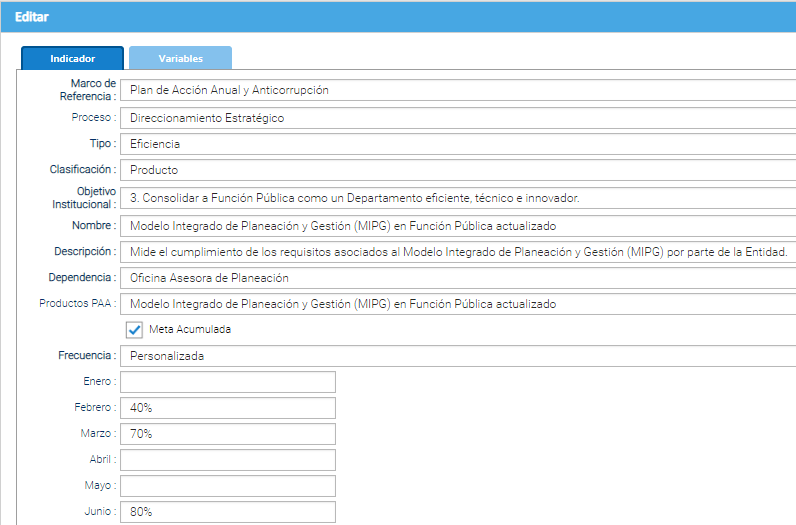 Editar
Indicador Variables
Marco de
Referencia : Plan de Acción Anual y Anticorrupción
Proceso : Direccionamiento Estratégico
Tipo : Eficiencia
Clasificación : Producto
Objetivo
Institucional : 3. Consolidar a Función Pública como un Departamento eficiente, técnico e innovador.
Nombre : Modelo Integrado de Planeación y Gestión (MIPG) en Función Pública actualizado
Descripción : Mide el cumplimiento de los requisitos asociados al Modelo Integrado de Planeación y Gestión (MIPG) por parte de la Entidad.
Dependencia : Oficina Asesora de Planeación
Productos PAA : Modelo Integrado de Planeación y Gestión (MIPG) en Función Pública actualizado
Meta Acumulada
Frecuencia : Personalizada
Enero :
Febrero : 40%
Marzo : 70%
Abril :
Mayo :
Junio : 80%